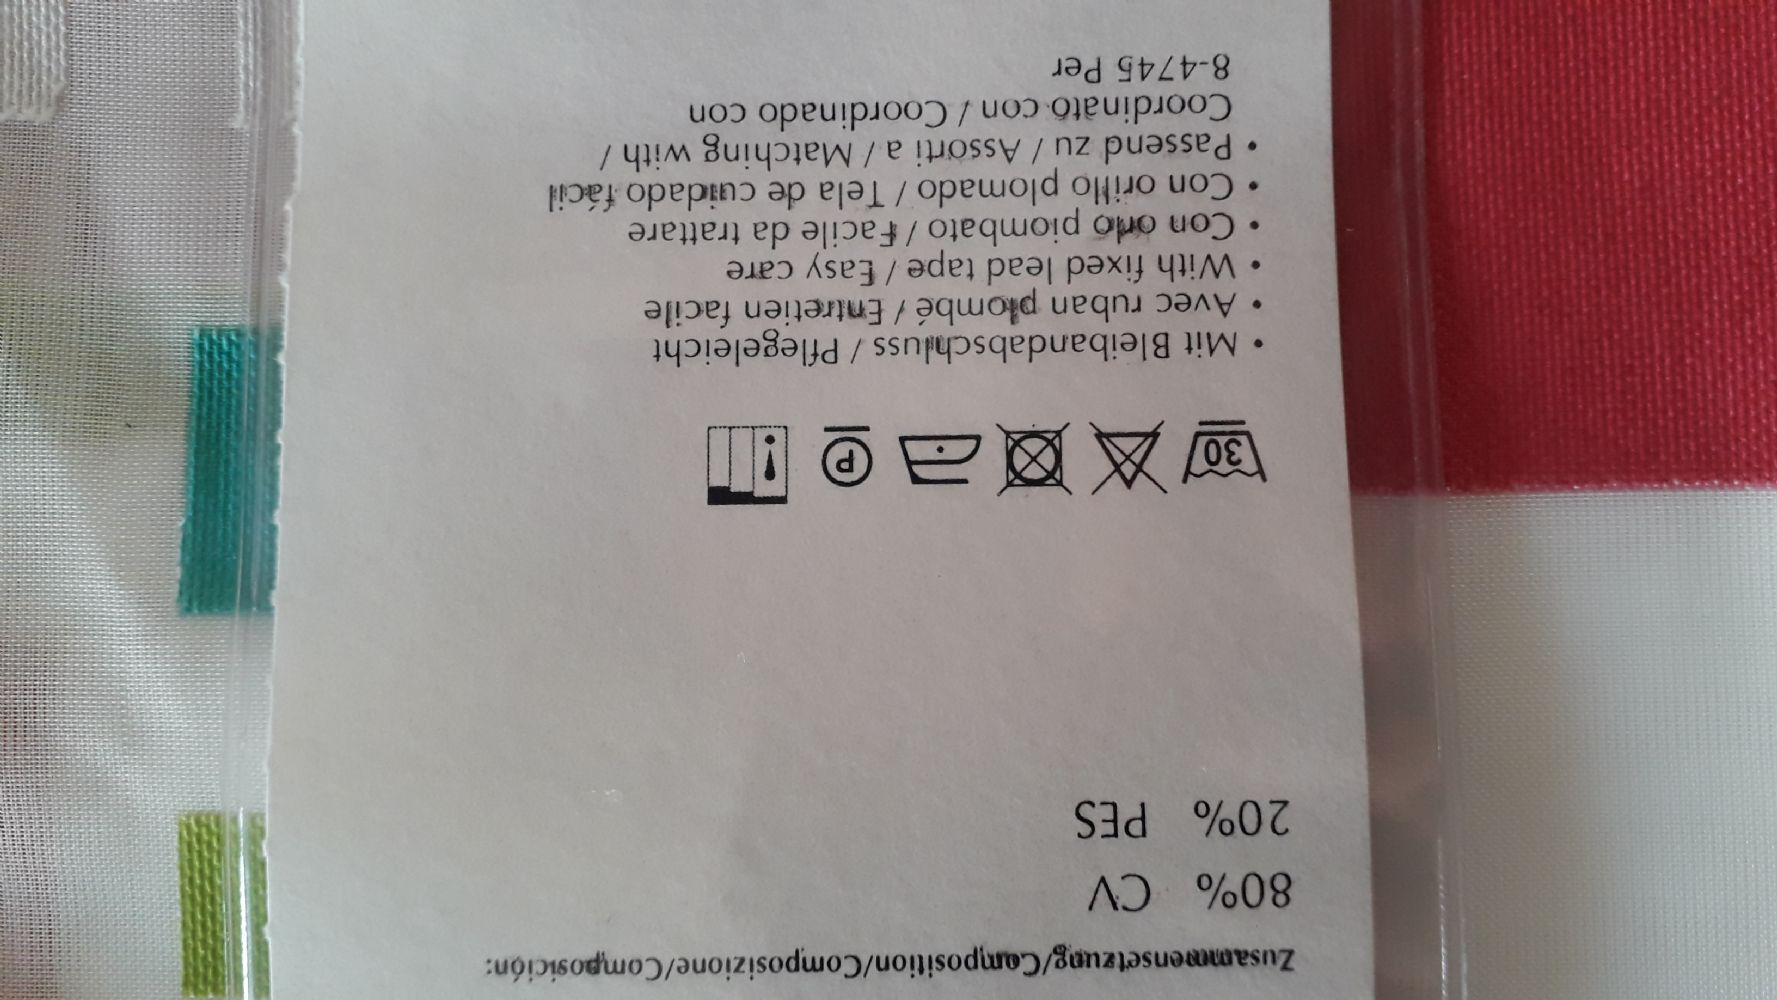 Zusammensetzung/Composition/Composizione/Composición:
80% CV
20% PES
30 P
• Mit Bleibandabschluss / Pflegeleicht
• Avec ruban plombé / Entretien facile
• With fixed lead tape / Easy care
• Con orlo piombato / Facile da trattare
• Con orillo plomado / Tela de cuidado fácil
• Passend zu / Assorti a / Matching with /
Coordinato con / Coordinado con
8-4745 Per